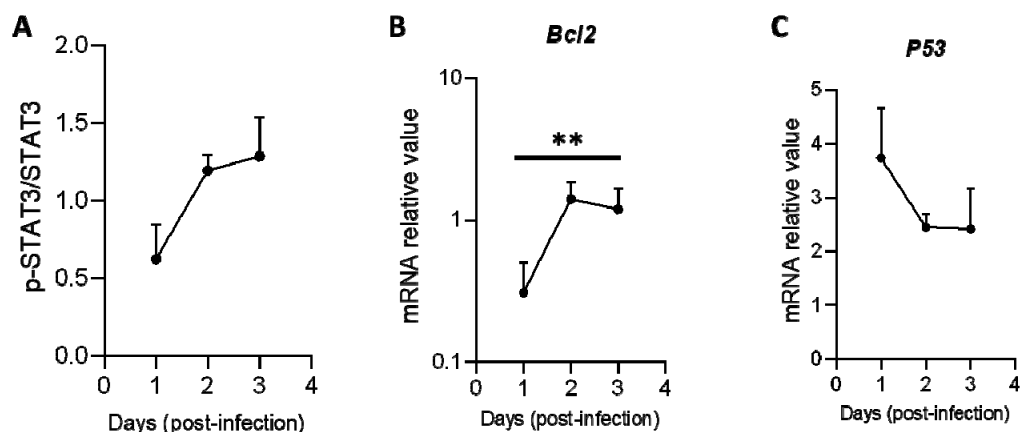 A
p-STAT3/STAT3
2.0
1.5
1.0
0.5
0.0
0 1 2 3 4
Days (post-infection)
B
Bcl2
mRNA relative value
10
1
0.1
**
0 1 2 3 4
Days (post-infection)
C
P53
mRNA relative value
5
4
3
2
1
0
0 1 2 3 4
Days (post-infection)